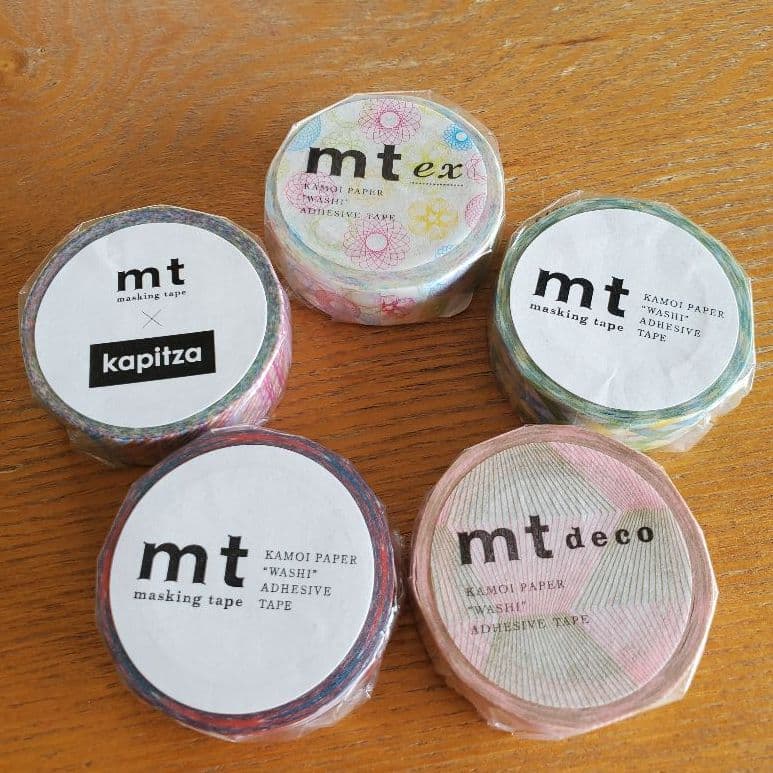 mt ex
KAMOI PAPER
"WASHI"
ADHESIVE TAPE
mt
masking tape
×
kapitza
mt
masking tape
KAMOI PAPER
"WASHI"
ADHESIVE
TAPE
mt
masking tape
KAMOI PAPER
"WASHI"
ADHESIVE
TAPE
mt deco
KAMOI PAPER
"WASHI"
ADHESIVE TAPE